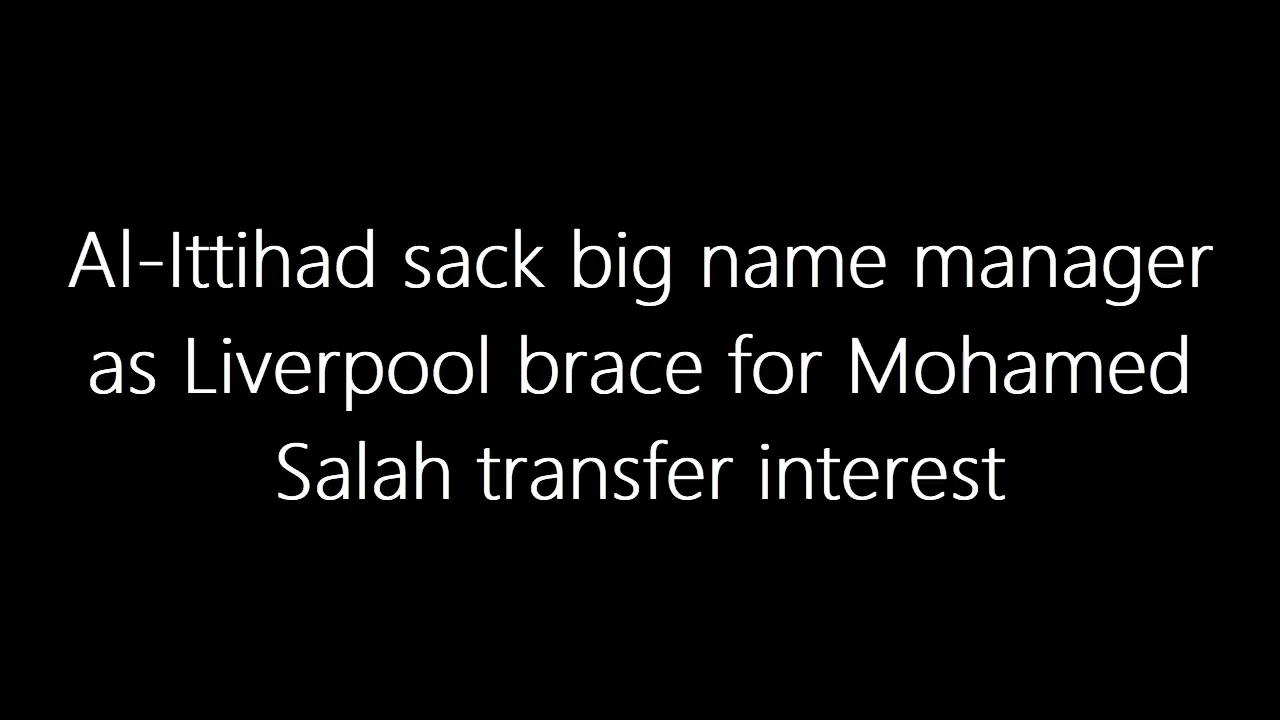 Al-Ittihad sack big name manager
as Liverpool brace for Mohamed
Salah transfer interest